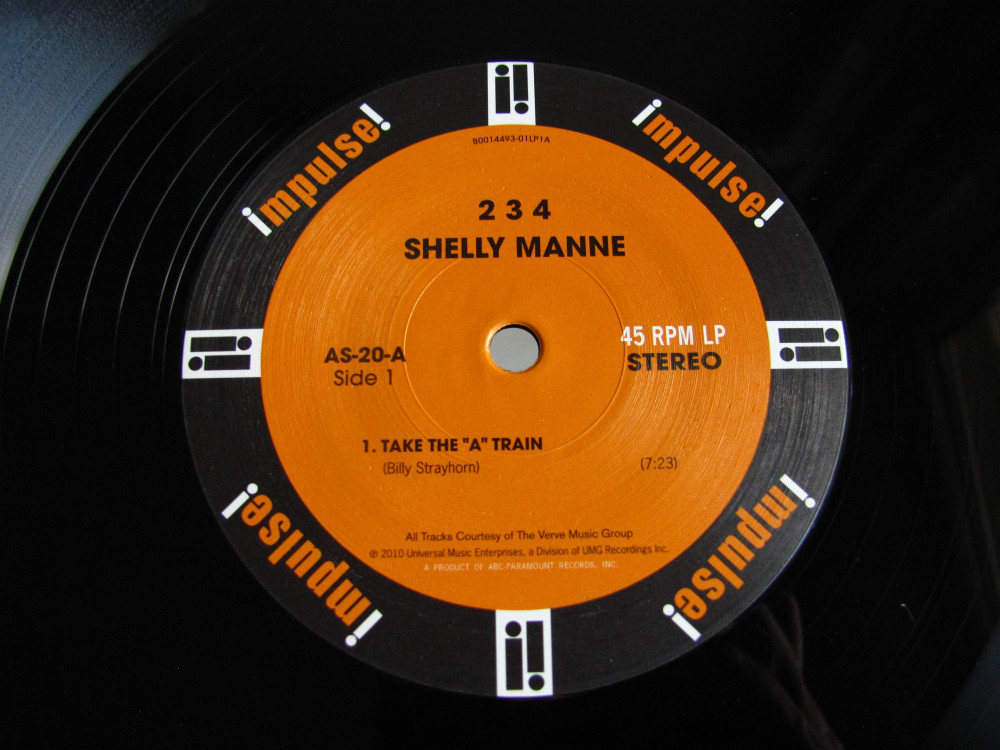 impulse!
impulse!
B0014493-01LP1A
2 3 4
SHELLY MANNE
45 RPM LP
AS-20-A
STEREO
Side 1
1. TAKE THE "A" TRAIN
(Billy Strayhorn)
(7:23)
All Tracks Courtesy of The Verve Music Group
℗ 2010 Universal Music Enterprises, a Division of UMG Recordings Inc.
A PRODUCT OF ABC-PARAMOUNT RECORDS, INC.
impulse!
impulse!